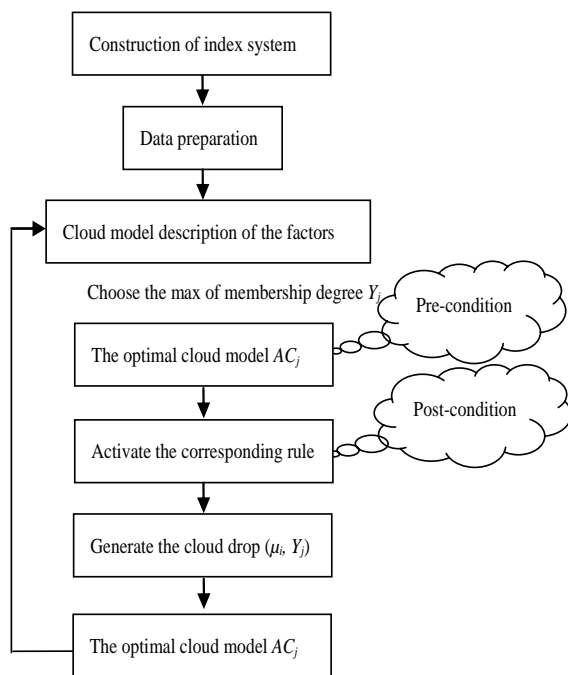 Construction of index system
Data preparation
Cloud model description of the factors
Choose the max of membership degree Yj
Pre-condition
The optimal cloud model ACj
Post-condition
Activate the corresponding rule
Generate the cloud drop (μi, Yj)
The optimal cloud model ACj